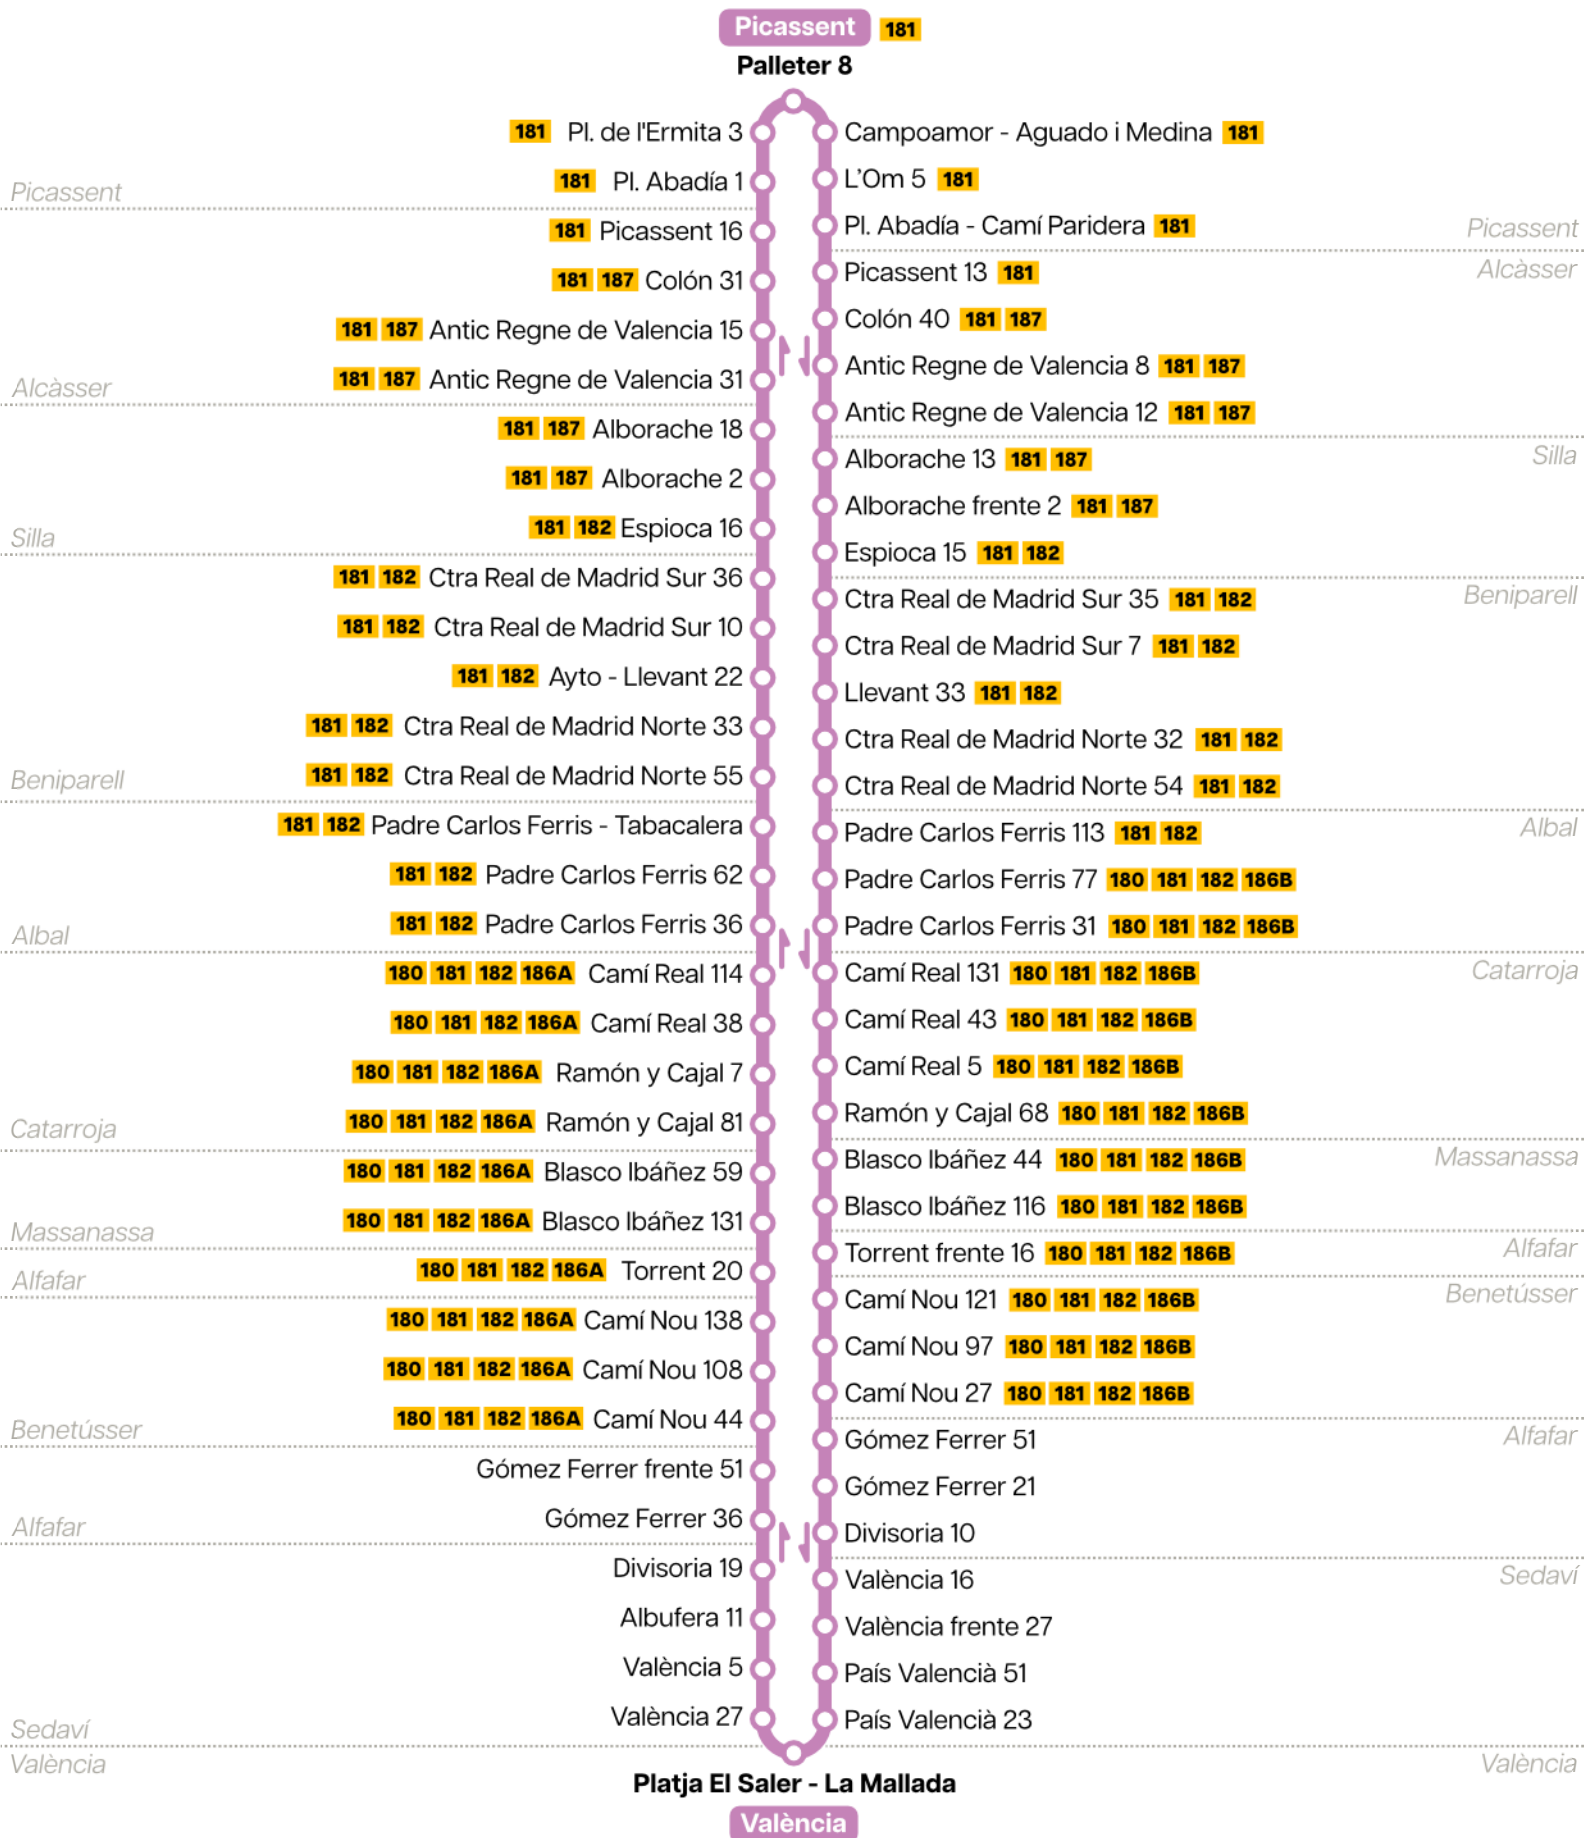 Picassent 181
Palleter 8
181 Pl. de l'Ermita 3
181 Pl. Abadía 1
Picassent
181 Picassent 16
181 187 Colón 31
181 187 Antic Regne de Valencia 15
181 187 Antic Regne de Valencia 31
Alcàsser
181 187 Alborache 18
181 187 Alborache 2
181 182 Espioca 16
Silla
181 182 Ctra Real de Madrid Sur 36
181 182 Ctra Real de Madrid Sur 10
181 182 Ayto - Llevant 22
181 182 Ctra Real de Madrid Norte 33
181 182 Ctra Real de Madrid Norte 55
Beniparell
181 182 Padre Carlos Ferris - Tabacalera
181 182 Padre Carlos Ferris 62
181 182 Padre Carlos Ferris 36
Albal
180 181 182 186A Camí Real 114
180 181 182 186A Camí Real 38
180 181 182 186A Ramón y Cajal 7
180 181 182 186A Ramón y Cajal 81
Catarroja
180 181 182 186A Blasco Ibáñez 59
180 181 182 186A Blasco Ibáñez 131
Massanassa
180 181 182 186A Torrent 20
Alfafar
180 181 182 186A Camí Nou 138
180 181 182 186A Camí Nou 108
180 181 182 186A Camí Nou 44
Benetússer
Gómez Ferrer frente 51
Gómez Ferrer 36
Alfafar
Divisoria 19
Albufera 11
València 5
València 27
Sedaví
València
Campoamor - Aguado i Medina 181
L’Om 5 181
Pl. Abadía - Camí Paridera 181
Picassent
Alcàsser
Picassent 13 181
Colón 40 181 187
Antic Regne de Valencia 8 181 187
Antic Regne de Valencia 12 181 187
Silla
Alborache 13 181 187
Alborache frente 2 181 187
Espioca 15 181 182
Beniparell
Ctra Real de Madrid Sur 35 181 182
Ctra Real de Madrid Sur 7 181 182
Llevant 33 181 182
Ctra Real de Madrid Norte 32 181 182
Ctra Real de Madrid Norte 54 181 182
Albal
Padre Carlos Ferris 113 181 182
Padre Carlos Ferris 77 180 181 182 186B
Padre Carlos Ferris 31 180 181 182 186B
Catarroja
Camí Real 131 180 181 182 186B
Camí Real 43 180 181 182 186B
Camí Real 5 180 181 182 186B
Ramón y Cajal 68 180 181 182 186B
Massanassa
Blasco Ibáñez 44 180 181 182 186B
Blasco Ibáñez 116 180 181 182 186B
Alfafar
Torrent frente 16 180 181 182 186B
Benetússer
Camí Nou 121 180 181 182 186B
Camí Nou 97 180 181 182 186B
Camí Nou 27 180 181 182 186B
Alfafar
Gómez Ferrer 51
Gómez Ferrer 21
Divisoria 10
Sedaví
València 16
València frente 27
País Valencià 51
País Valencià 23
València
Platja El Saler - La Mallada
València